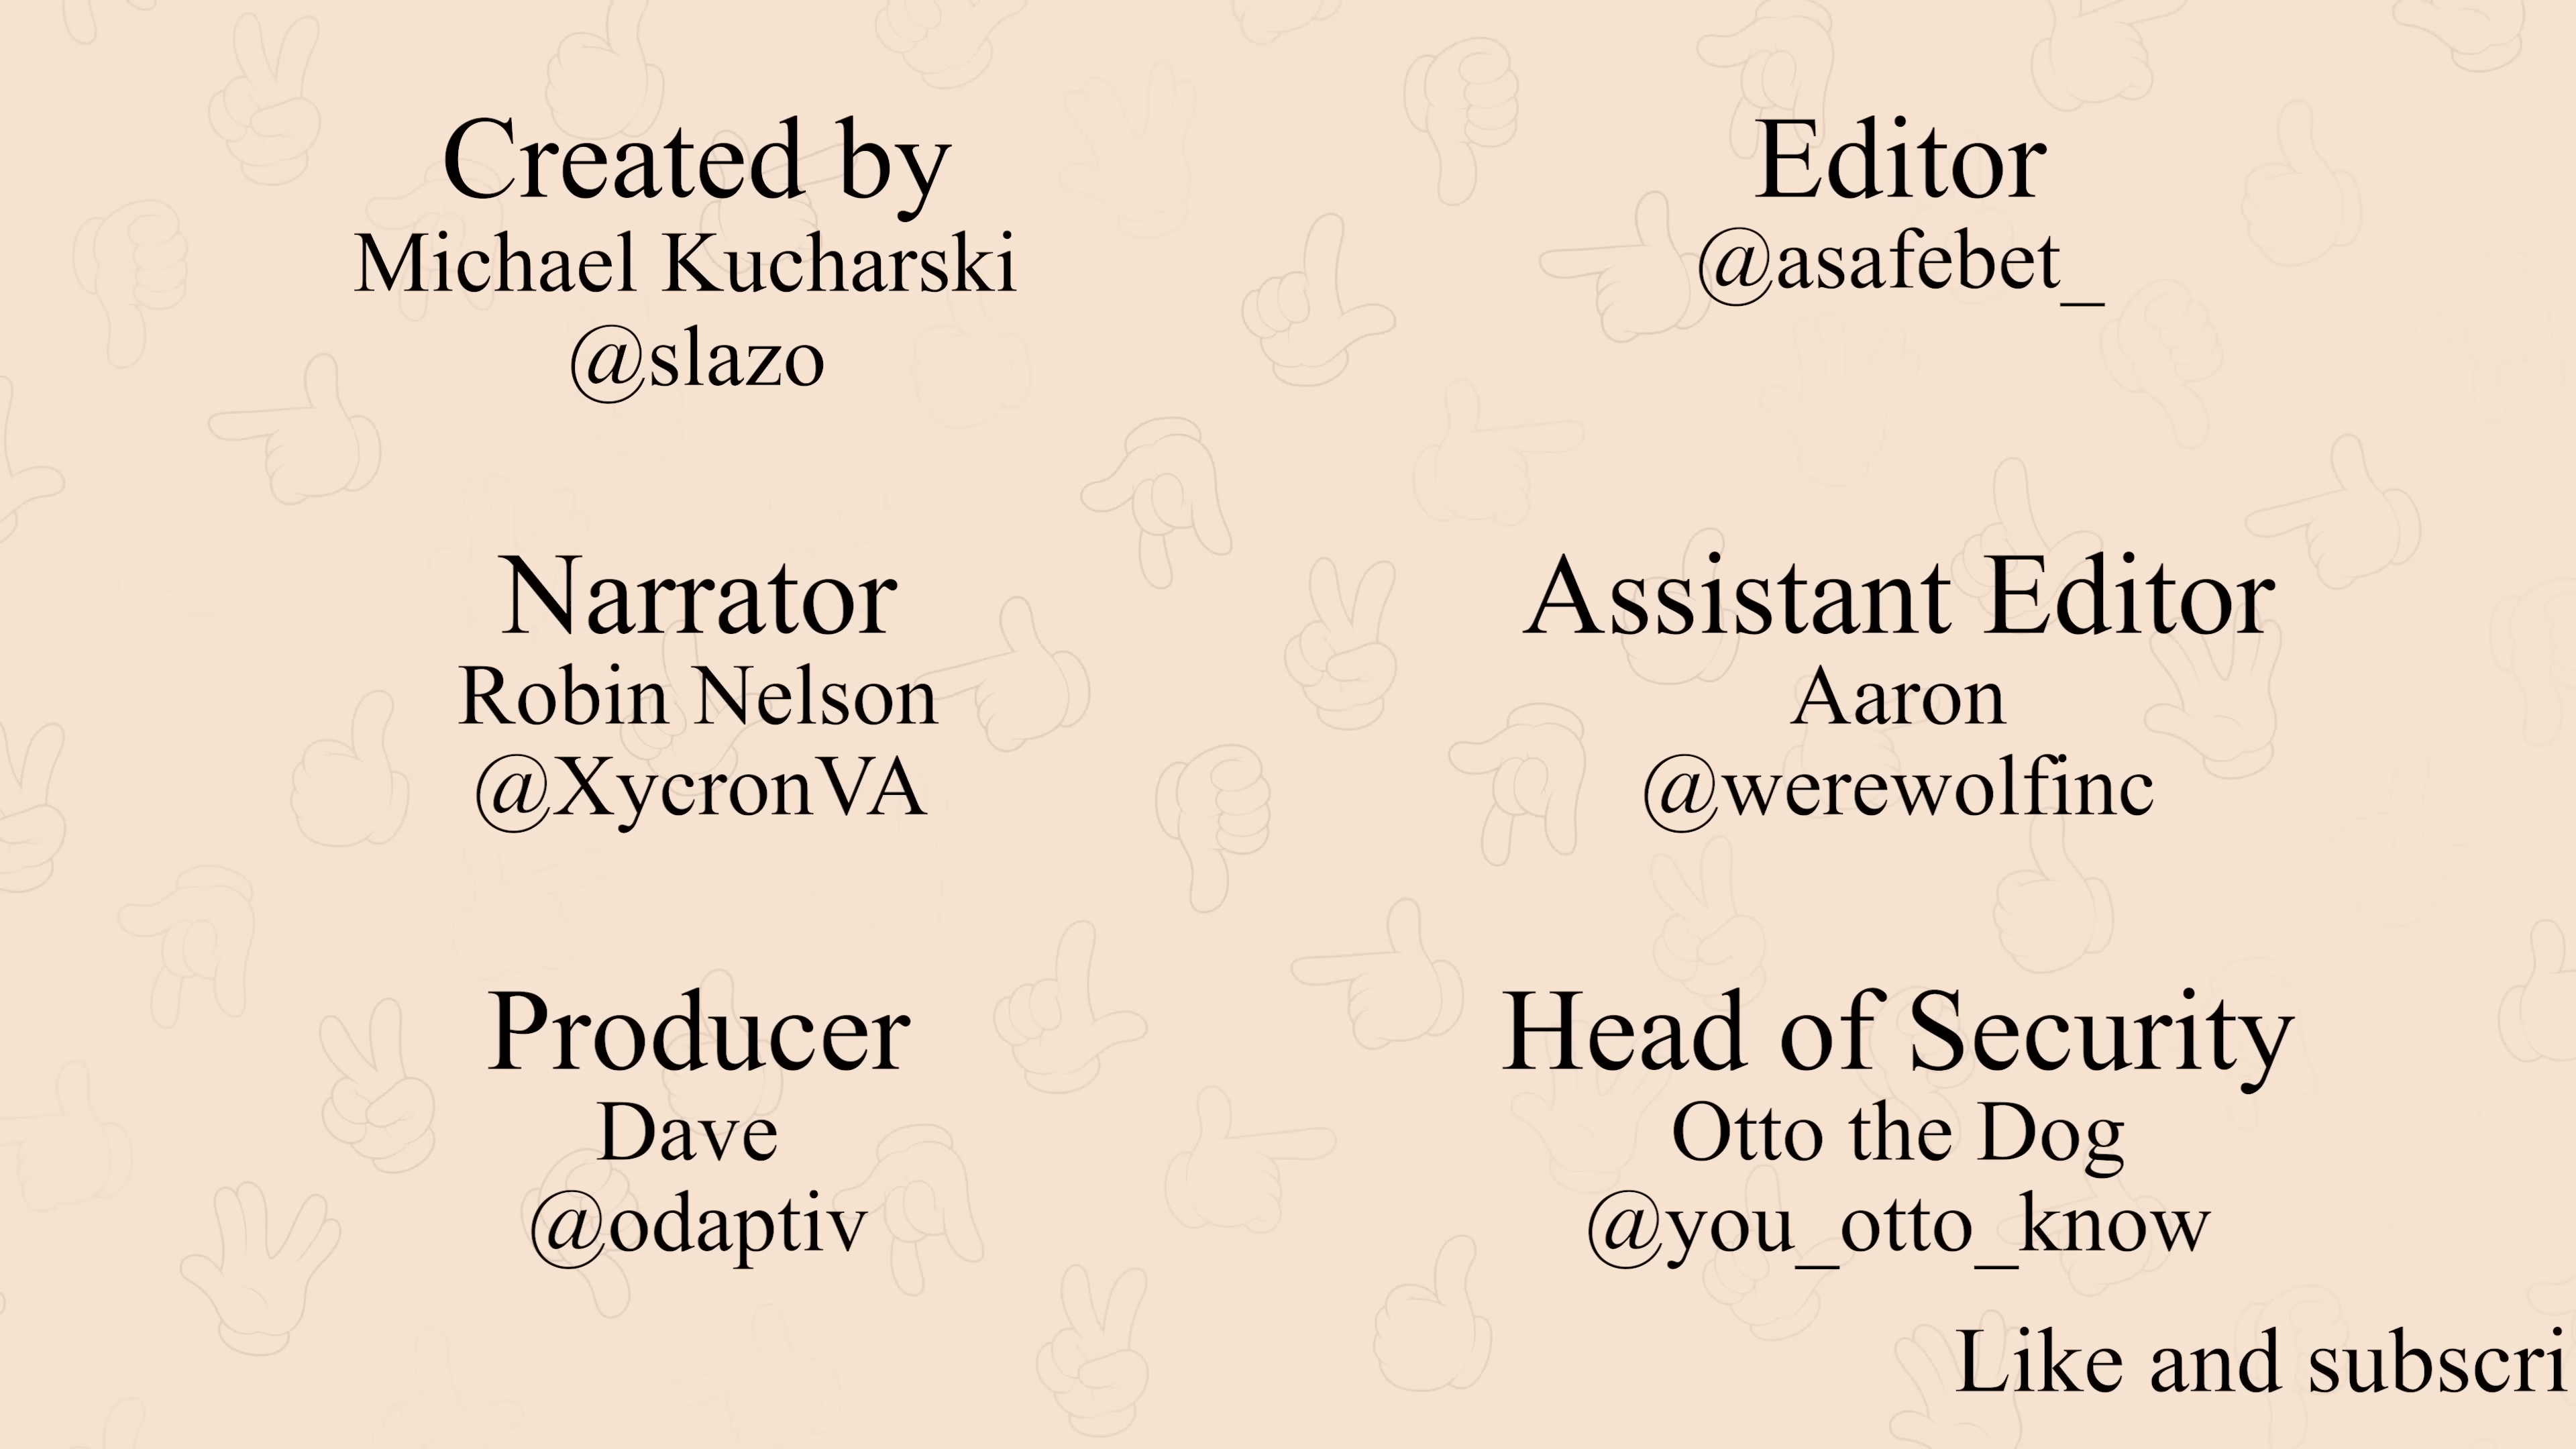 Created by
Michael Kucharski
@slazo
Editor
@asafebet_
Narrator
Robin Nelson
@XycronVA
Assistant Editor
Aaron
@werewolfinc
Producer
Dave
@odaptiv
Head of Security
Otto the Dog
@you_otto_know
Like and subscri